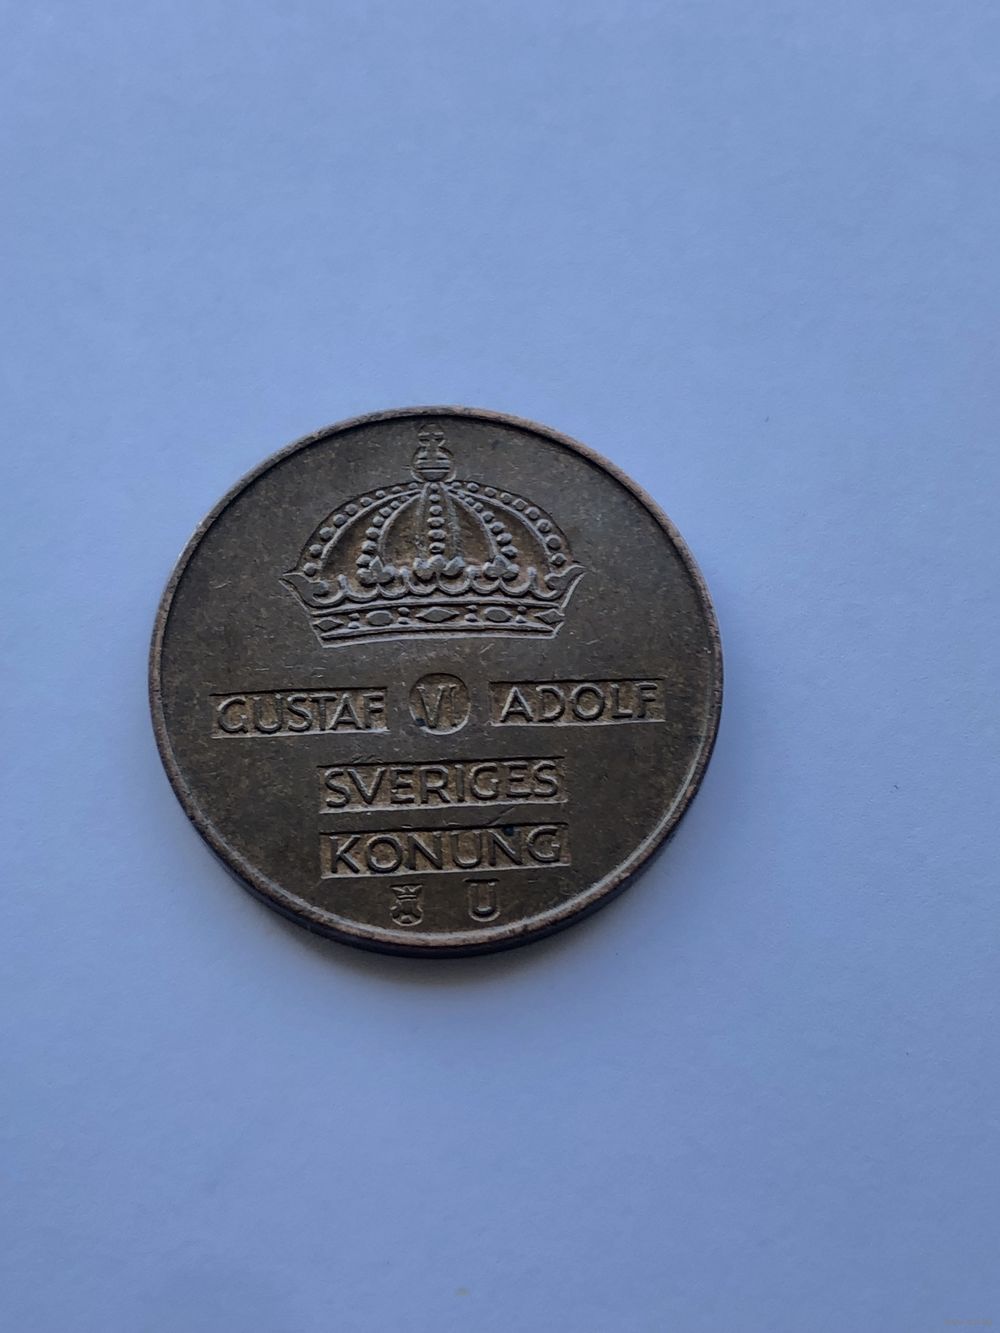 GUSTAF VI ADOLF
SVERIGES
KONUNG
U